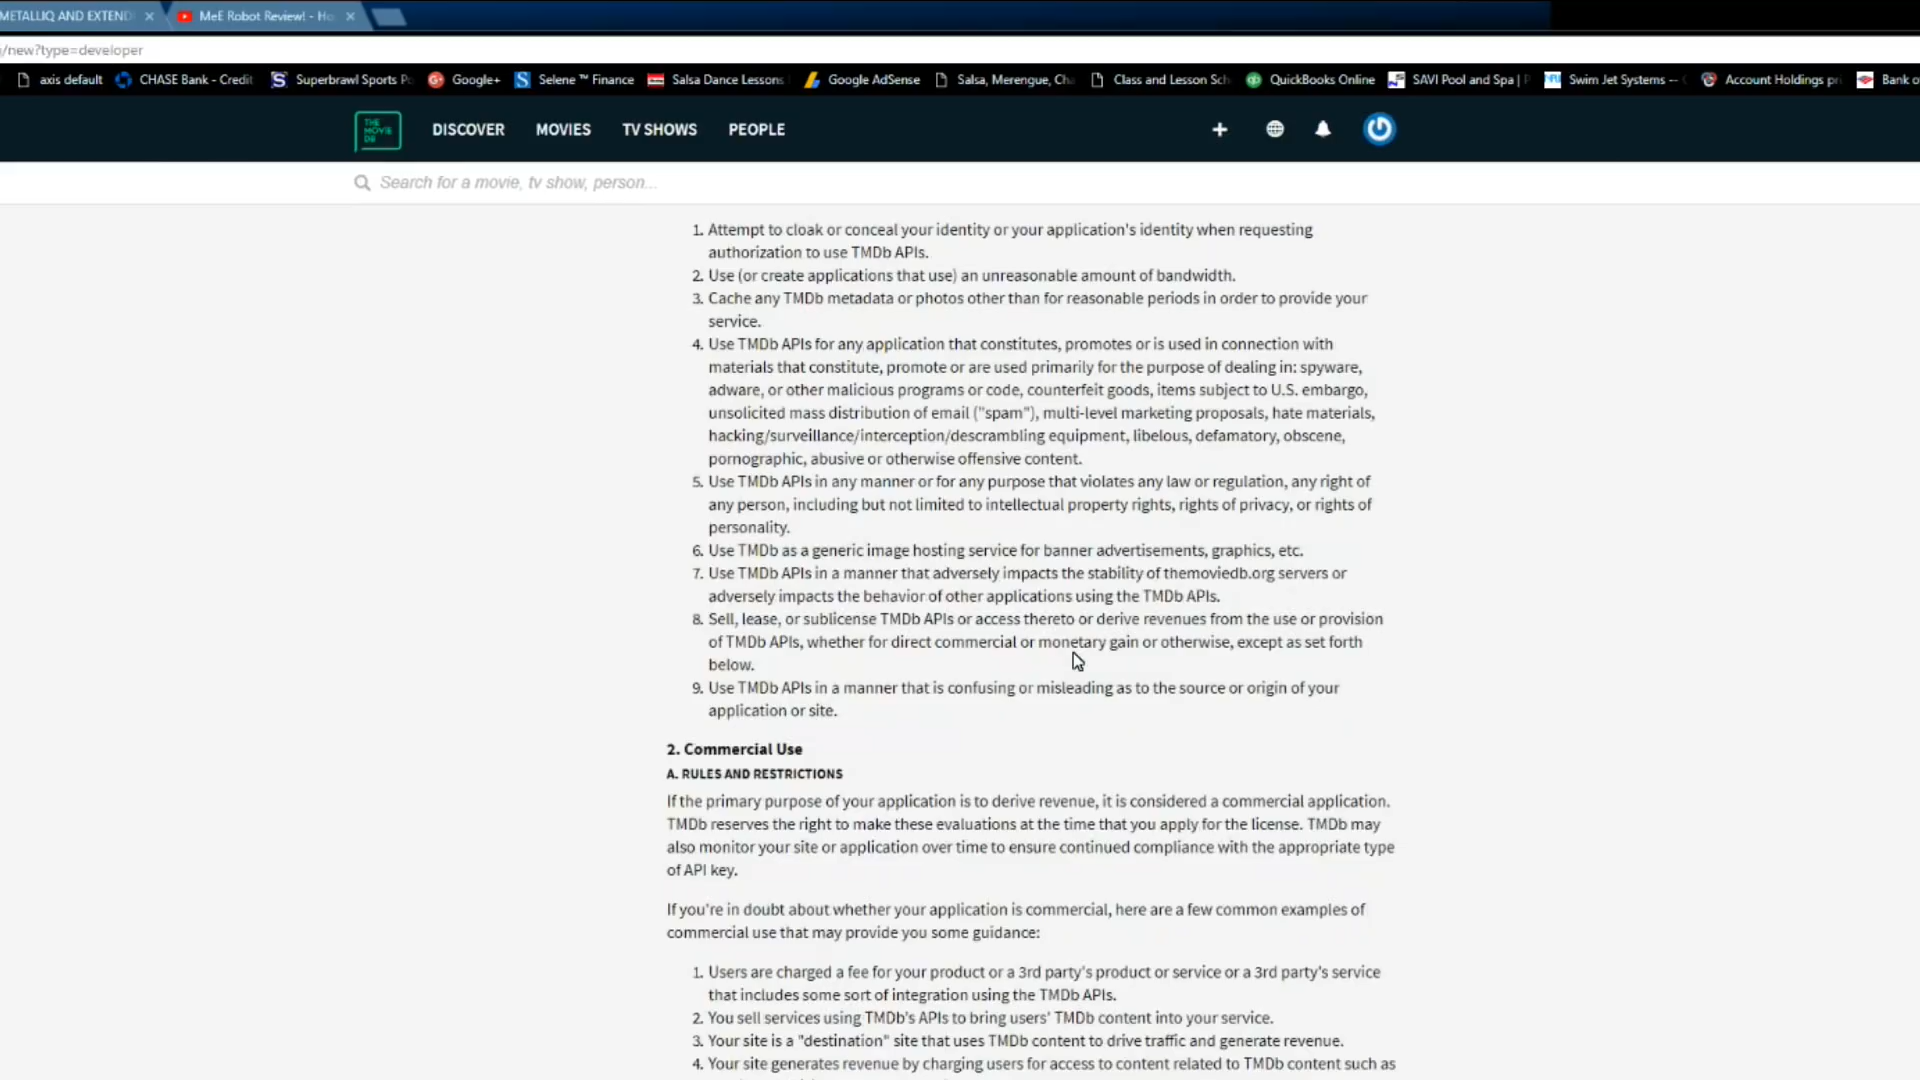 METALLIQ AND EXTEND
MeE Robot Review! - Ho
/new?type=developer
axis default CHASE Bank - Credit Superbrawl Sports Po Google+ Selene ™ Finance Salsa Dance Lessons Google AdSense Salsa, Merengue, Cha Class and Lesson Sch QuickBooks Online SAVI Pool and Spa | P Swim Jet Systems -- Account Holdings pri Bank o
THE MOVIE DB
DISCOVER MOVIES TV SHOWS PEOPLE
Search for a movie, tv show, person...
1. Attempt to cloak or conceal your identity or your application's identity when requesting
authorization to use TMDb APIs.
2. Use (or create applications that use) an unreasonable amount of bandwidth.
3. Cache any TMDb metadata or photos other than for reasonable periods in order to provide your
service.
4. Use TMDb APIs for any application that constitutes, promotes or is used in connection with
materials that constitute, promote or are used primarily for the purpose of dealing in: spyware,
adware, or other malicious programs or code, counterfeit goods, items subject to U.S. embargo,
unsolicited mass distribution of email ("spam"), multi-level marketing proposals, hate materials,
hacking/surveillance/interception/descrambling equipment, libelous, defamatory, obscene,
pornographic, abusive or otherwise offensive content.
5. Use TMDb APIs in any manner or for any purpose that violates any law or regulation, any right of
any person, including but not limited to intellectual property rights, rights of privacy, or rights of
personality.
6. Use TMDb as a generic image hosting service for banner advertisements, graphics, etc.
7. Use TMDb APIs in a manner that adversely impacts the stability of themoviedb.org servers or
adversely impacts the behavior of other applications using the TMDb APIs.
8. Sell, lease, or sublicense TMDb APIs or access thereto or derive revenues from the use or provision
of TMDb APIs, whether for direct commercial or monetary gain or otherwise, except as set forth
below.
9. Use TMDb APIs in a manner that is confusing or misleading as to the source or origin of your
application or site.
2. Commercial Use
A. RULES AND RESTRICTIONS
If the primary purpose of your application is to derive revenue, it is considered a commercial application.
TMDb reserves the right to make these evaluations at the time that you apply for the license. TMDb may
also monitor your site or application over time to ensure continued compliance with the appropriate type
of API key.
If you're in doubt about whether your application is commercial, here are a few common examples of
commercial use that may provide you some guidance:
1. Users are charged a fee for your product or a 3rd party's product or service or a 3rd party's service
that includes some sort of integration using the TMDb APIs.
2. You sell services using TMDb's APIs to bring users' TMDb content into your service.
3. Your site is a "destination" site that uses TMDb content to drive traffic and generate revenue.
4. Your site generates revenue by charging users for access to content related to TMDb content such as